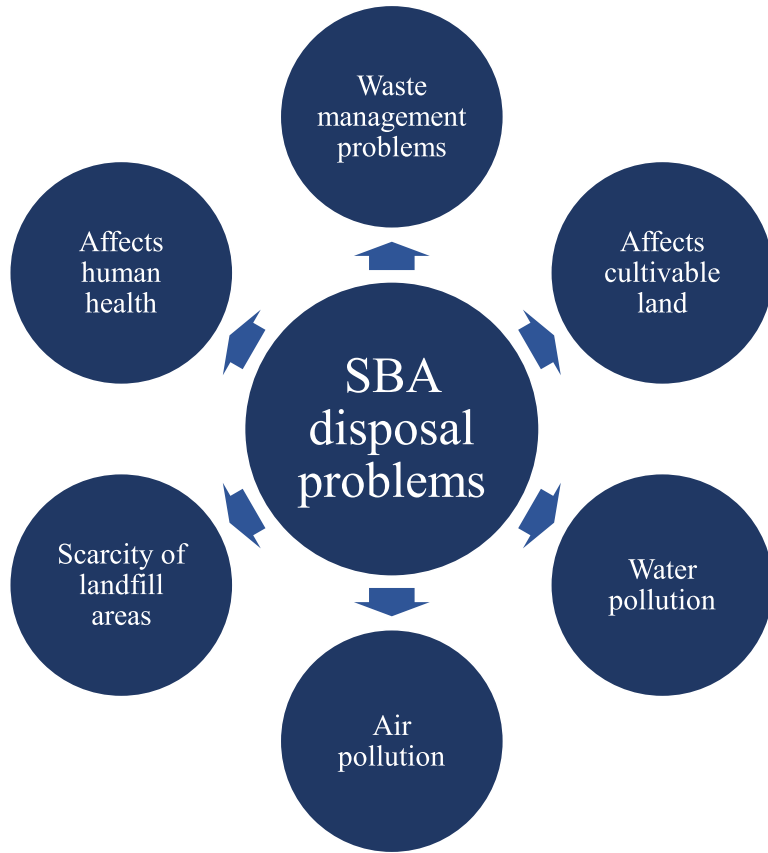 Waste
management
problems
Affects
human
health
Affects
cultivable
land
SBA
disposal
problems
Scarcity of
landfill
areas
Water
pollution
Air
pollution